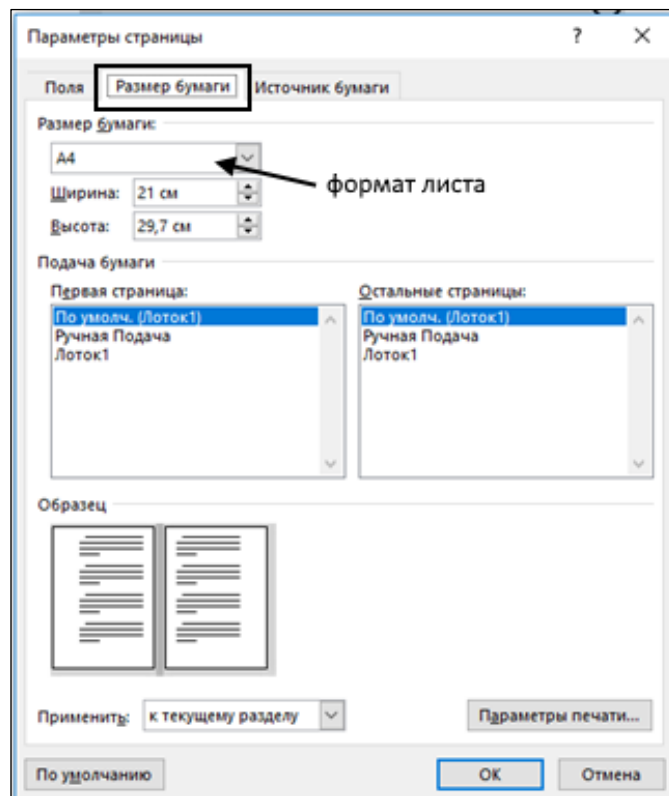 Параметры страницы ?
Поля Размер бумаги Источник бумаги
Размер бумаги:
A4
формат листа
Ширина: 21 см
Высота: 29,7 см
Подача бумаги
Первая страница: Остальные страницы:
По умолч. (Лоток1) По умолч. (Лоток1)
Ручная Подача Ручная Подача
Лоток1 Лоток1
Образец
Применить: к текущему разделу Параметры печати...
По умолчанию ОК Отмена